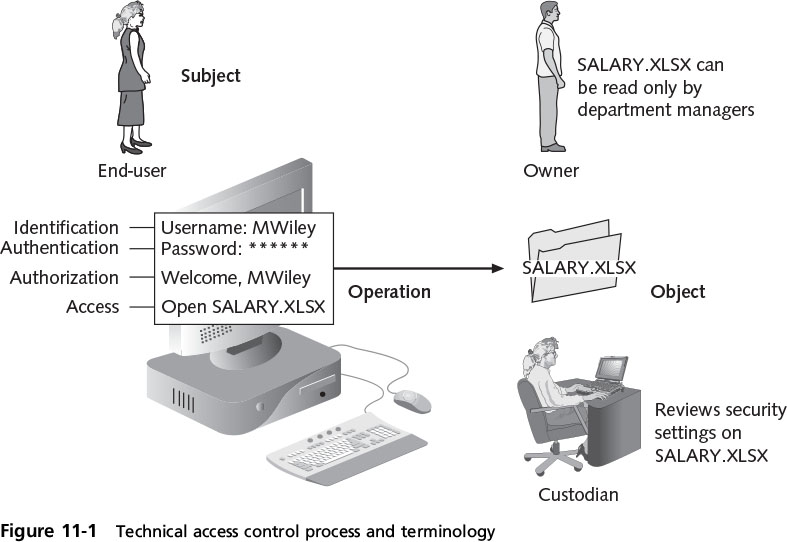 Subject
End-user
SALARY.XLSX can
be read only by
department managers
Owner
Identification
Username: MWiley
Authentication
Password: ******
Authorization
Welcome, MWiley
Access
Open SALARY.XLSX
Operation
SALARY.XLSX
Object
Reviews security
settings on
SALARY.XLSX
Custodian
Figure 11-1 Technical access control process and terminology